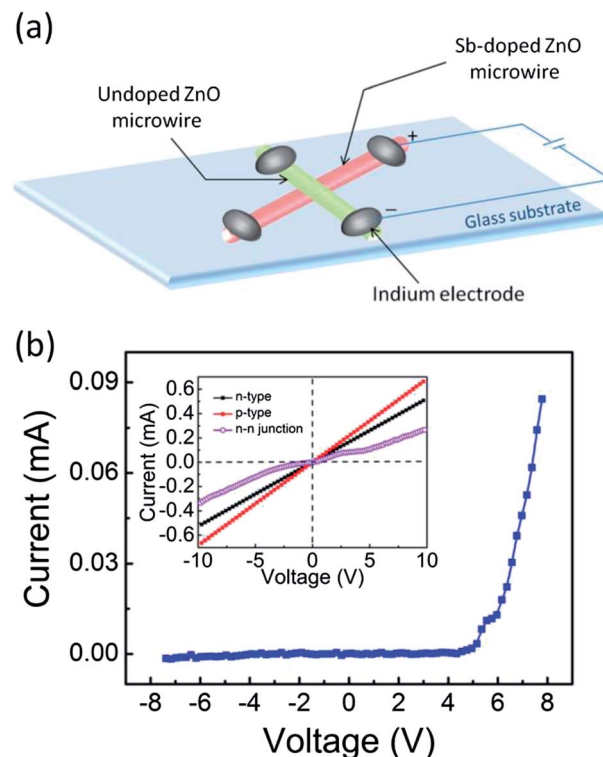 (a)
Sb-doped ZnO
microwire
Undoped ZnO
microwire
+
−
Glass substrate
Indium electrode
(b)
0.09
0.06
0.03
0.00
Current (mA)
-8 -6 -4 -2 0 2 4 6 8
Voltage (V)
0.6
0.4
0.2
0.0
-0.2
-0.4
-0.6
Current (mA)
n-type
p-type
n-n junction
-10 -5 0 5 10
Voltage (V)